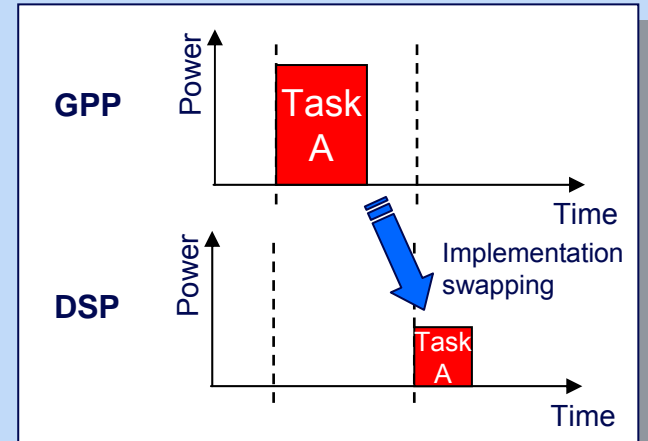 GPP
Power
Task
A
Time
Implementation
swapping
DSP
Power
Task
A
Time